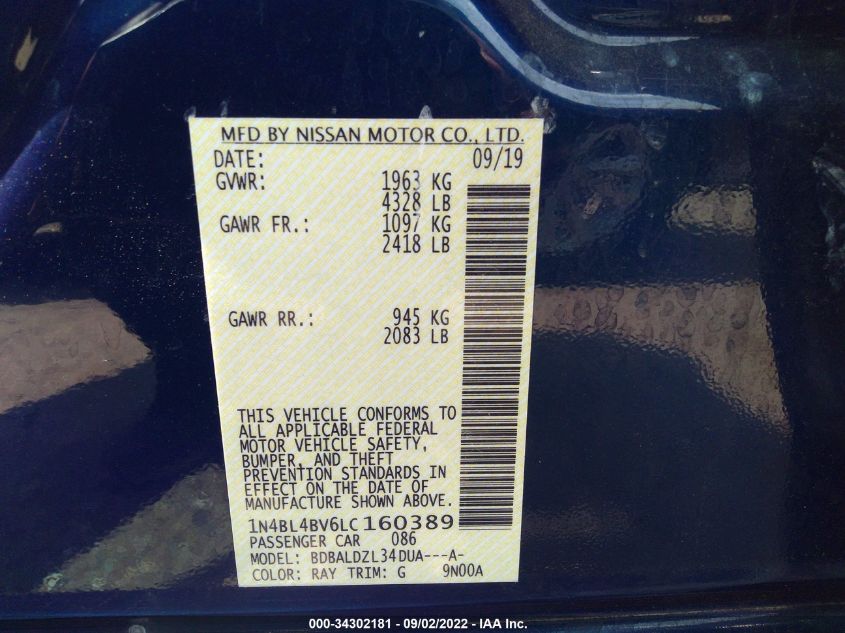 MFD BY NISSAN MOTOR CO., LTD.
DATE: 09/19
GVWR: 1963 KG
4328 LB
GAWR FR.: 1097 KG
2418 LB
GAWR RR.: 945 KG
2083 LB
THIS VEHICLE CONFORMS TO
ALL APPLICABLE FEDERAL
MOTOR VEHICLE SAFETY,
BUMPER, AND THEFT
PREVENTION STANDARDS IN
EFFECT ON THE DATE OF
MANUFACTURE SHOWN ABOVE.
1N4BL4BV6LC160389
PASSENGER CAR 086
MODEL: BDBALDZL34DUA---A-
COLOR: RAY TRIM: G 9N00A
000-34302181 - 09/02/2022 - IAA Inc.